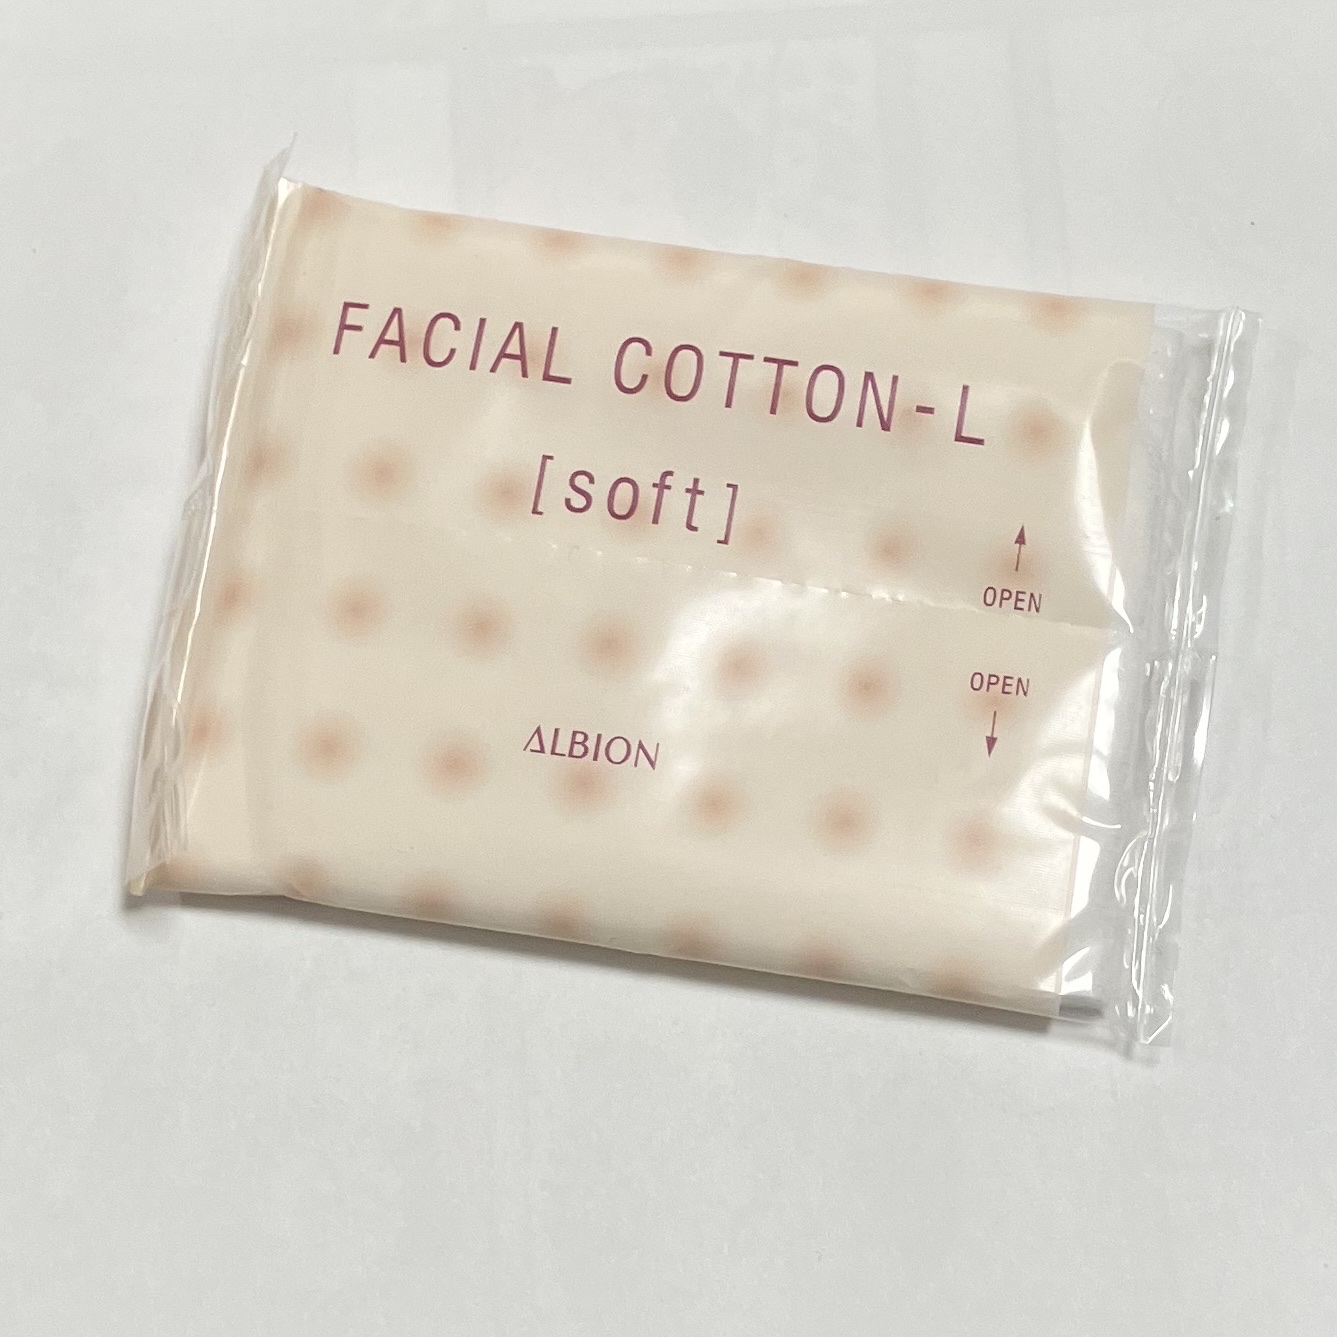 FACIAL COTTON-L
[soft]
OPEN
OPEN
ALBION